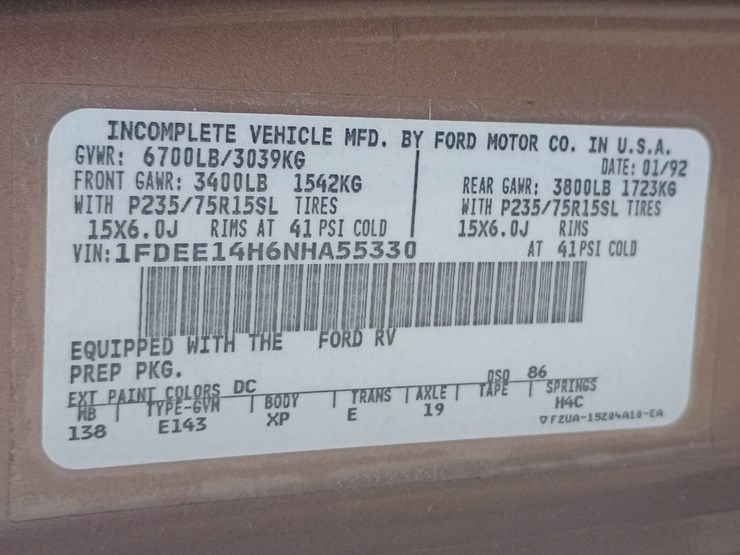 INCOMPLETE VEHICLE MFD. BY FORD MOTOR CO. IN U.S.A.
GVWR: 6700LB/3039KG DATE: 01/92
FRONT GAWR: 3400LB 1542KG REAR GAWR: 3800LB 1723KG
WITH P235/75R15SL TIRES WITH P235/75R15SL TIRES
15X6.0J RIMS AT 41 PSI COLD 15X6.0J RIMS
VIN: 1FDEE14H6NHA55330 AT 41PSI COLD
EQUIPPED WITH THE FORD RV
PREP PKG.
EXT PAINT COLORS DC DSO 86
WB TYPE-GVW BODY TRANS AXLE TAPE SPRINGS
138 E143 XP E 19 H4C
F2UA-15204A10-CA